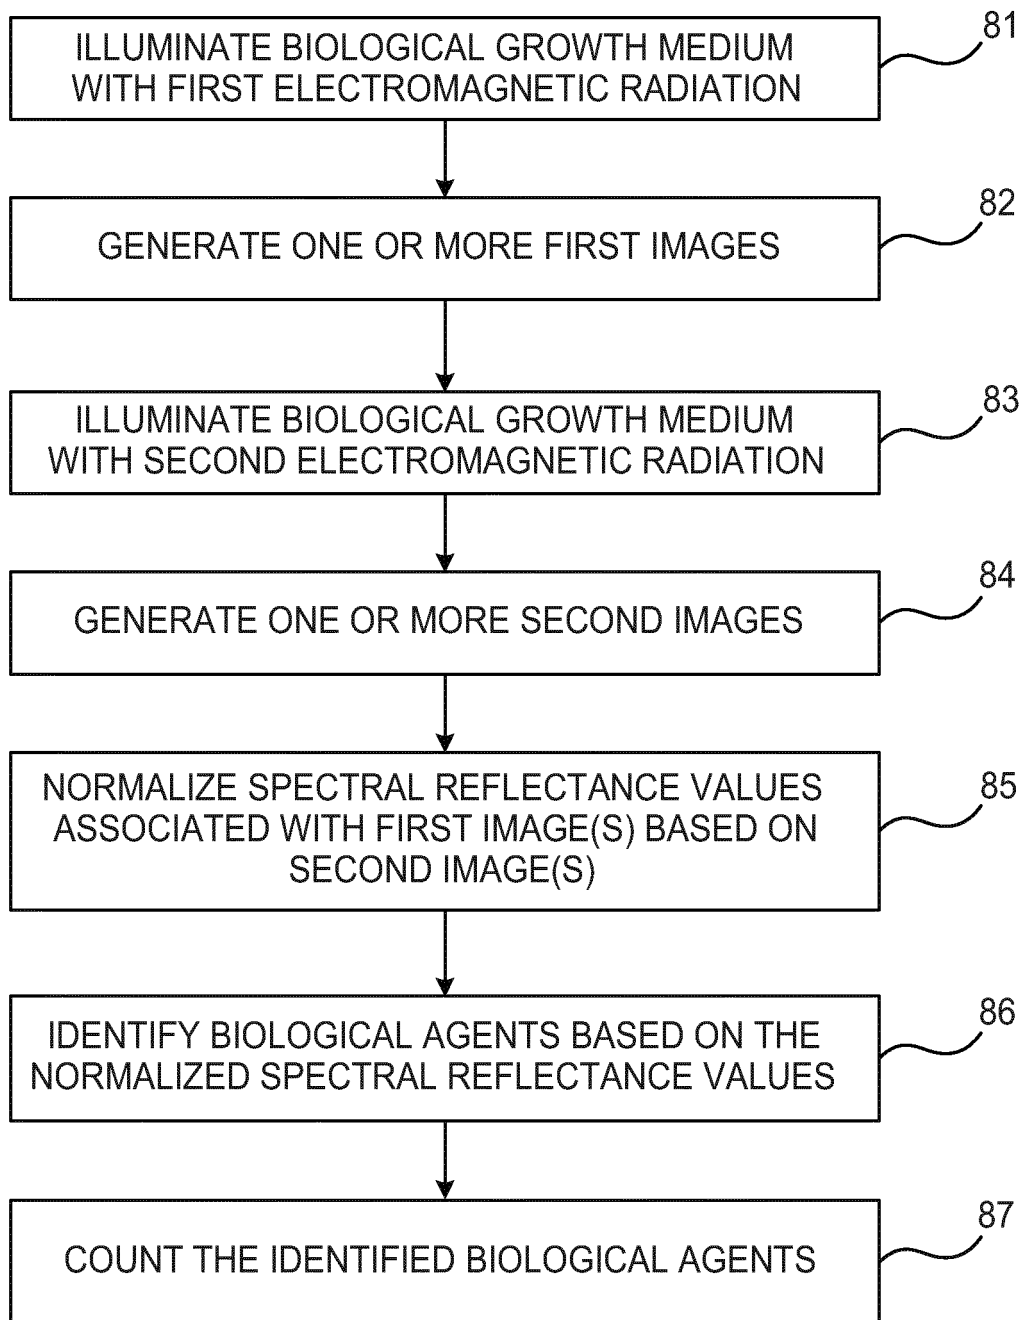 ILLUMINATE BIOLOGICAL GROWTH MEDIUM
WITH FIRST ELECTROMAGNETIC RADIATION
81
GENERATE ONE OR MORE FIRST IMAGES
82
ILLUMINATE BIOLOGICAL GROWTH MEDIUM
WITH SECOND ELECTROMAGNETIC RADIATION
83
GENERATE ONE OR MORE SECOND IMAGES
84
NORMALIZE SPECTRAL REFLECTANCE VALUES
ASSOCIATED WITH FIRST IMAGE(S) BASED ON
SECOND IMAGE(S)
85
IDENTIFY BIOLOGICAL AGENTS BASED ON THE
NORMALIZED SPECTRAL REFLECTANCE VALUES
86
COUNT THE IDENTIFIED BIOLOGICAL AGENTS
87